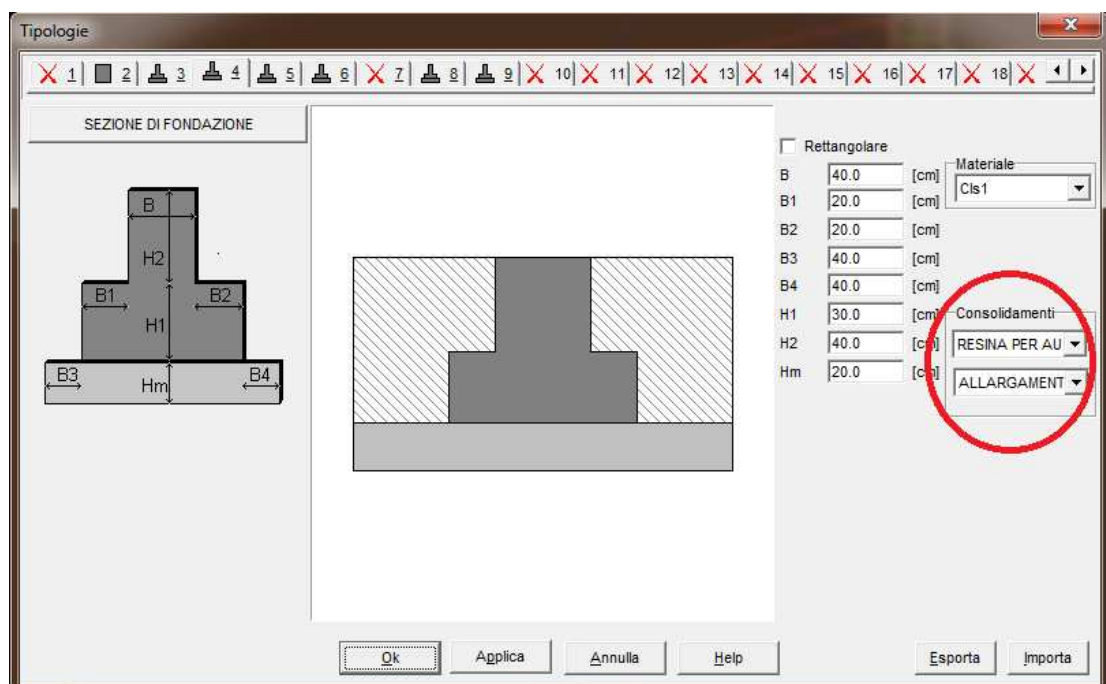 Tipologie
1 2 3 4 5 6 7 8 9 10 11 12 13 14 15 16 17 18
SEZIONE DI FONDAZIONE
B
H2
B1 B2
H1
B3 Hm B4
Rettangolare
B 40.0 [cm]
B1 20.0 [cm]
B2 20.0 [cm]
B3 40.0 [cm]
B4 40.0 [cm]
H1 30.0 [cm]
H2 40.0 [cm]
Hm 20.0 [cm]
Materiale
Cls1
Consolidamenti
RESINA PER AU
ALLARGAMENT
Ok Applica Annulla Help Esporta Importa